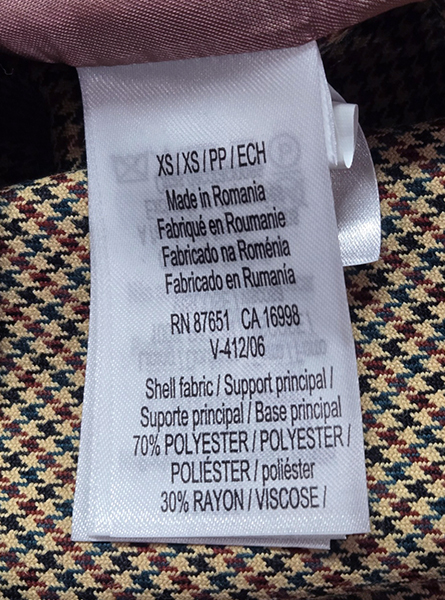 XS / XS / PP / ECH
Made in Romania
Fabriqué en Roumanie
Fabricado na Roménia
Fabricado en Rumania
RN 87651 CA 16998
V-412/06
Shell fabric / Support principal /
Suporte principal / Base principal
70% POLYESTER / POLYESTER /
POLIÉSTER / poliéster
30% RAYON / VISCOSE /